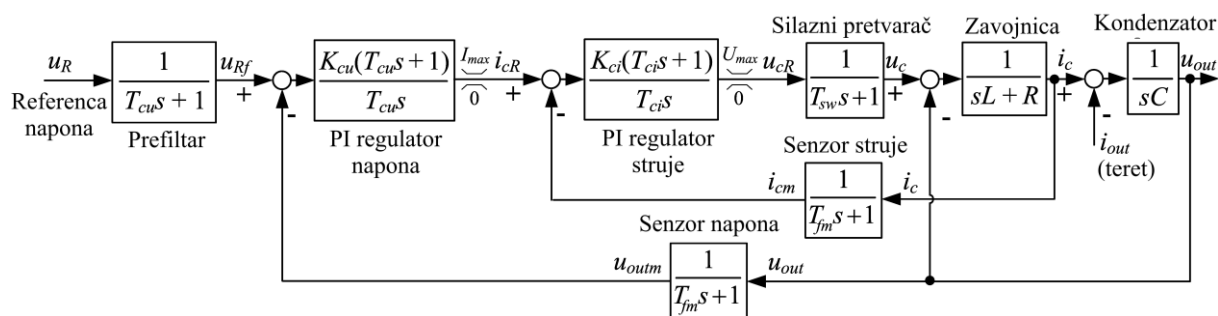 u_R
Referenca
napona
1
T_cu s + 1
Prefiltar
u_Rf
+
-
K_cu(T_cu s+1)
T_cu s
PI regulator
napona
I_max
0
i_cR
+
-
K_ci(T_ci s+1)
T_ci s
PI regulator
struje
U_max
0
u_cR
Silazni pretvarač
1
T_sw s+1
u_c
+
-
Zavojnica
1
sL + R
i_c
+
-
i_out
(teret)
Kondenzator
1
sC
u_out
Senzor struje
i_cm
1
T_fm s+1
i_c
Senzor napona
u_outm
1
T_fm s+1
u_out